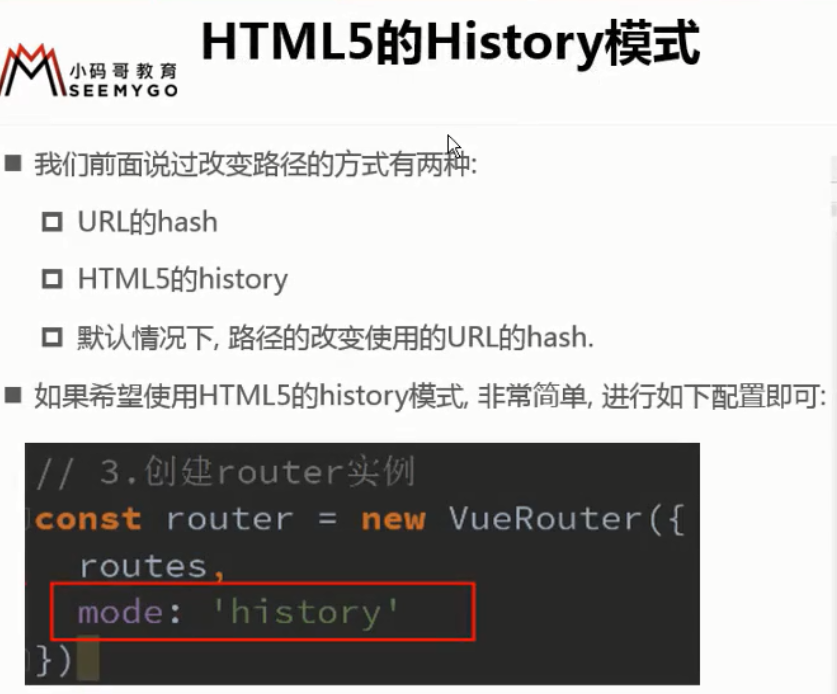 HTML5的History模式
小码哥教育
SEEMYGO
我们前面说过改变路径的方式有两种:
URL的hash
HTML5的history
默认情况下, 路径的改变使用的URL的hash.
如果希望使用HTML5的history模式, 非常简单, 进行如下配置即可:
// 3.创建router实例
const router = new VueRouter({
routes,
mode: 'history'
})